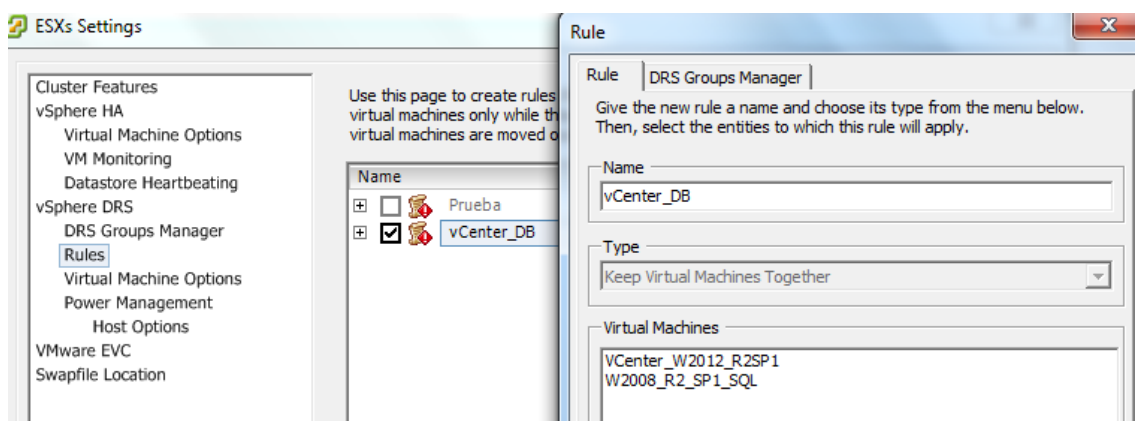 ESXs Settings
Cluster Features
vSphere HA
Virtual Machine Options
VM Monitoring
Datastore Heartbeating
vSphere DRS
DRS Groups Manager
Rules
Virtual Machine Options
Power Management
Host Options
VMware EVC
Swapfile Location
Use this page to create rules
virtual machines only while th
virtual machines are moved o
Name
Prueba
vCenter_DB
Rule
Rule DRS Groups Manager
Give the new rule a name and choose its type from the menu below.
Then, select the entities to which this rule will apply.
Name
vCenter_DB
Type
Keep Virtual Machines Together
Virtual Machines
VCenter_W2012_R2SP1
W2008_R2_SP1_SQL